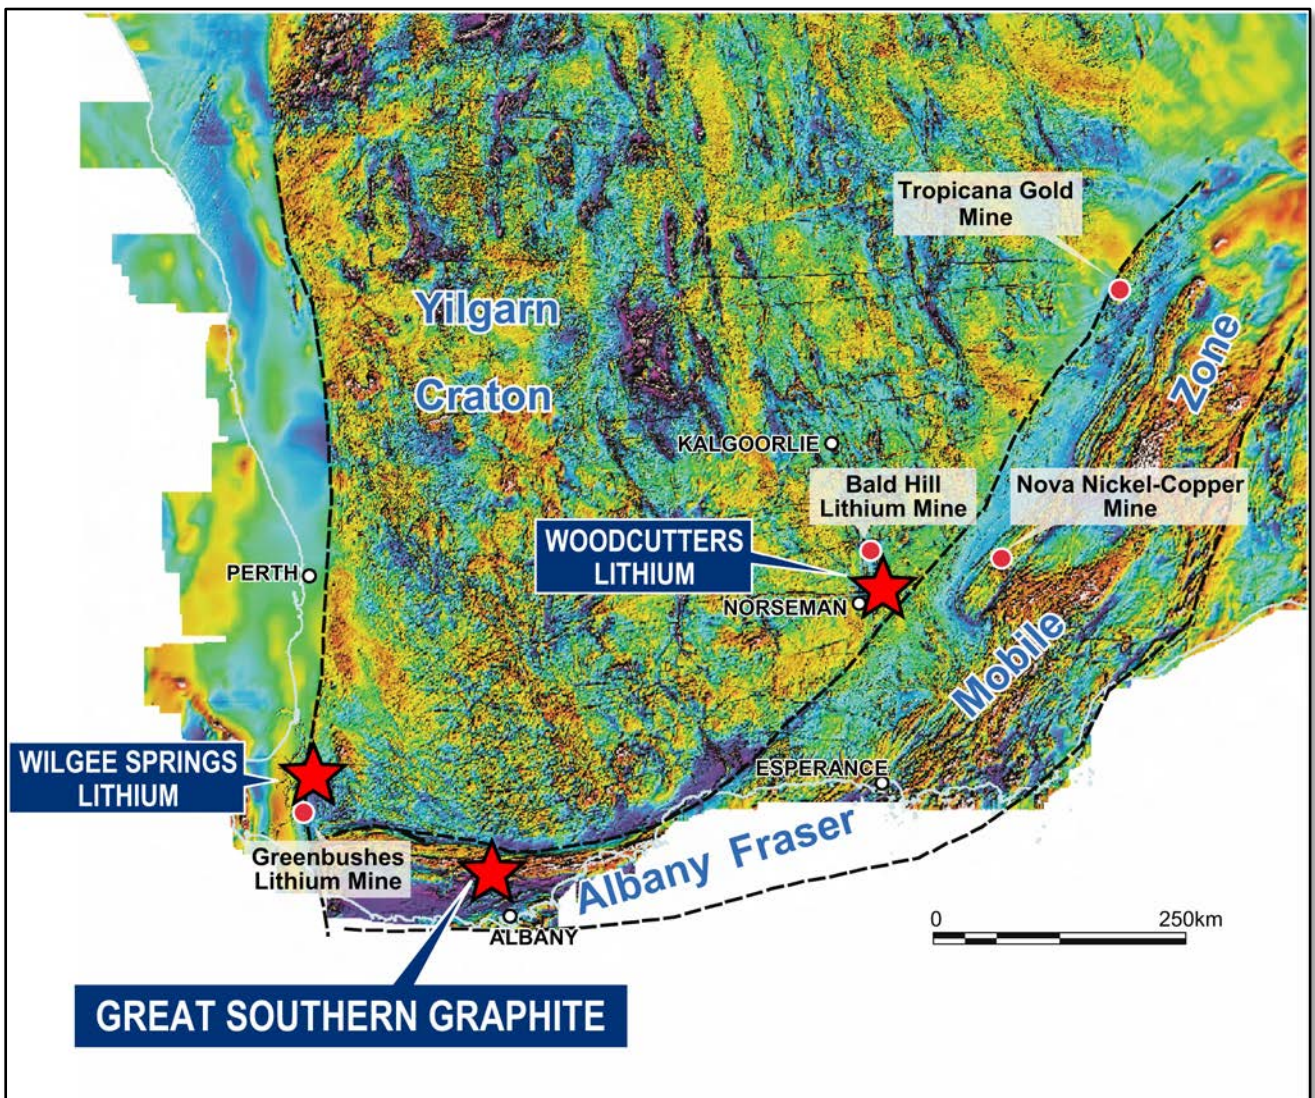 Tropicana Gold
Mine
Yilgarn
Craton
Zone
KALGOORLIE
Bald Hill
Lithium Mine
Nova Nickel-Copper
Mine
WOODCUTTERS
LITHIUM
PERTH
NORSEMAN
Mobile
WILGEE SPRINGS
LITHIUM
ESPERANCE
Greenbushes
Lithium Mine
Albany Fraser
ALBANY
0 250km
GREAT SOUTHERN GRAPHITE